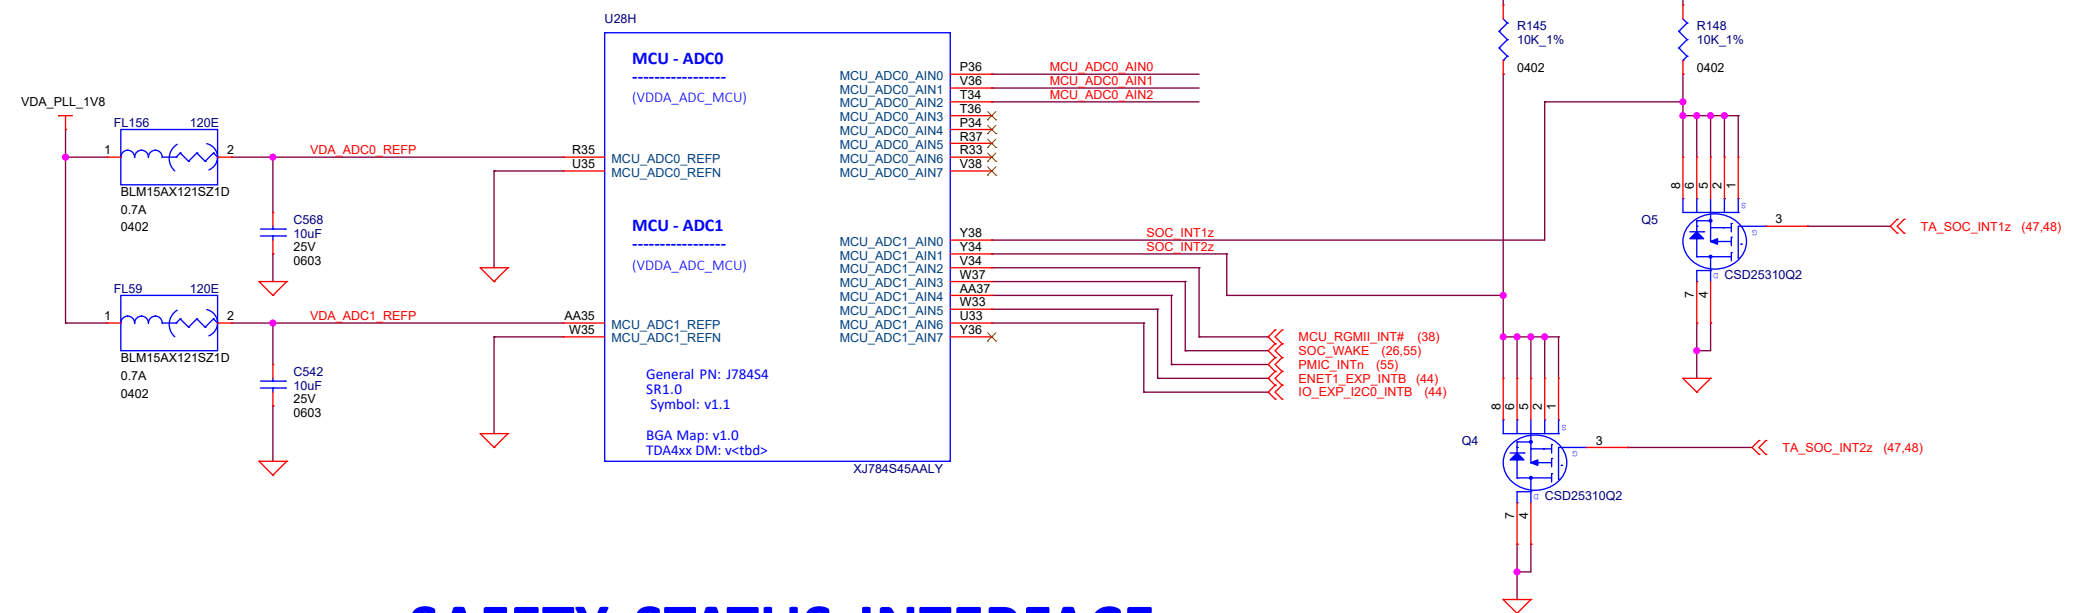 U28H
R145
10K_1%
0402
R148
10K_1%
0402
MCU - ADC0
-----------------
(VDDA_ADC_MCU)
MCU_ADC0_AIN0 P36 MCU_ADC0_AIN0
MCU_ADC0_AIN1 V36 MCU_ADC0_AIN1
MCU_ADC0_AIN2 T34 MCU_ADC0_AIN2
MCU_ADC0_AIN3 T36
MCU_ADC0_AIN4 P34
MCU_ADC0_AIN5 R37
MCU_ADC0_AIN6 R33
MCU_ADC0_AIN7 V38
VDA_PLL_1V8
FL156 120E
1 2 VDA_ADC0_REFP R35 MCU_ADC0_REFP
U35 MCU_ADC0_REFN
BLM15AX121SZ1D
0.7A
0402
C568
10uF
25V
0603
MCU - ADC1
-----------------
(VDDA_ADC_MCU)
MCU_ADC1_AIN0 Y38 SOC_INT1z
MCU_ADC1_AIN1 Y34 SOC_INT2z
MCU_ADC1_AIN2 V34
MCU_ADC1_AIN3 W37
MCU_ADC1_AIN4 AA37
MCU_ADC1_AIN5 W33
MCU_ADC1_AIN6 U33
MCU_ADC1_AIN7 Y36
FL59 120E
1 2 VDA_ADC1_REFP AA35 MCU_ADC1_REFP
W35 MCU_ADC1_REFN
BLM15AX121SZ1D
0.7A
0402
C542
10uF
25V
0603
MCU_RGMII_INT# (38)
SOC_WAKE (26,55)
PMIC_INTn (55)
ENET1_EXP_INTB (44)
IO_EXP_I2C0_INTB (44)
General PN: J784S4
SR1.0
Symbol: v1.1
BGA Map: v1.0
TDA4xx DM: v<tbd>
XJ784S45AALY
8 6 5 2 1
S
Q5
3 TA_SOC_INT1z (47,48)
G
D CSD25310Q2
7 4
8 6 5 2 1
S
Q4
3 TA_SOC_INT2z (47,48)
G
D CSD25310Q2
7 4
SAFETY STATUS INTERFACE